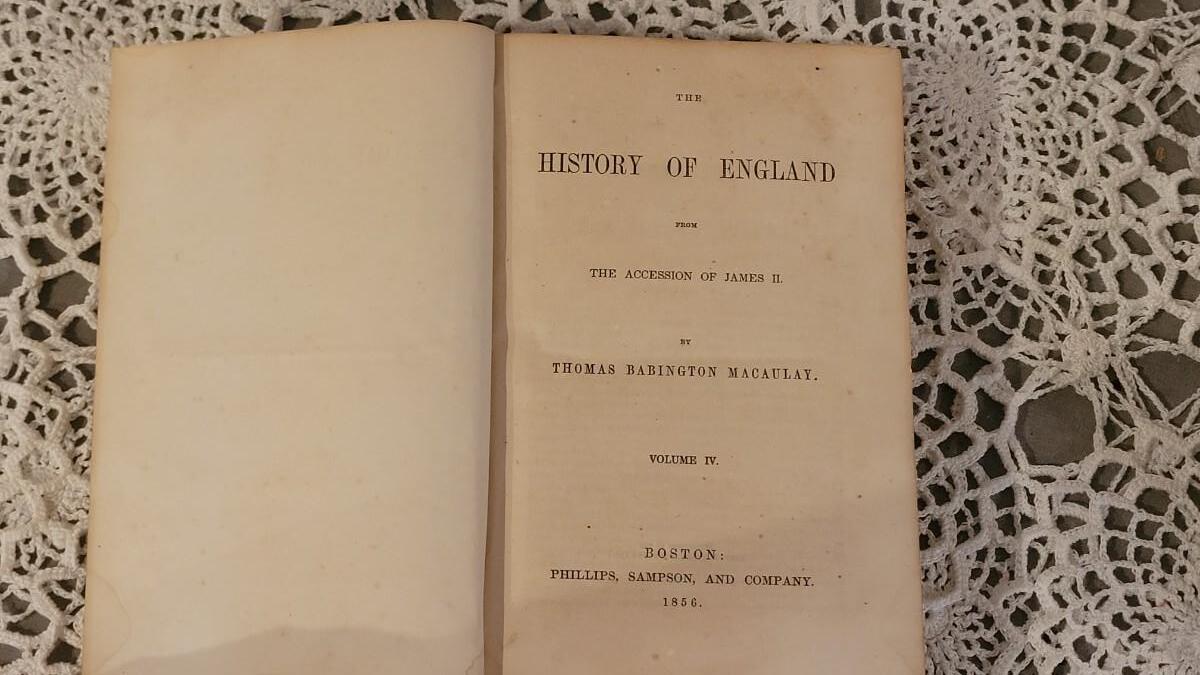 THE
HISTORY OF ENGLAND
FROM
THE ACCESSION OF JAMES II.
BY
THOMAS BABINGTON MACAULAY.
VOLUME IV.
BOSTON:
PHILLIPS, SAMPSON, AND COMPANY.
1856.